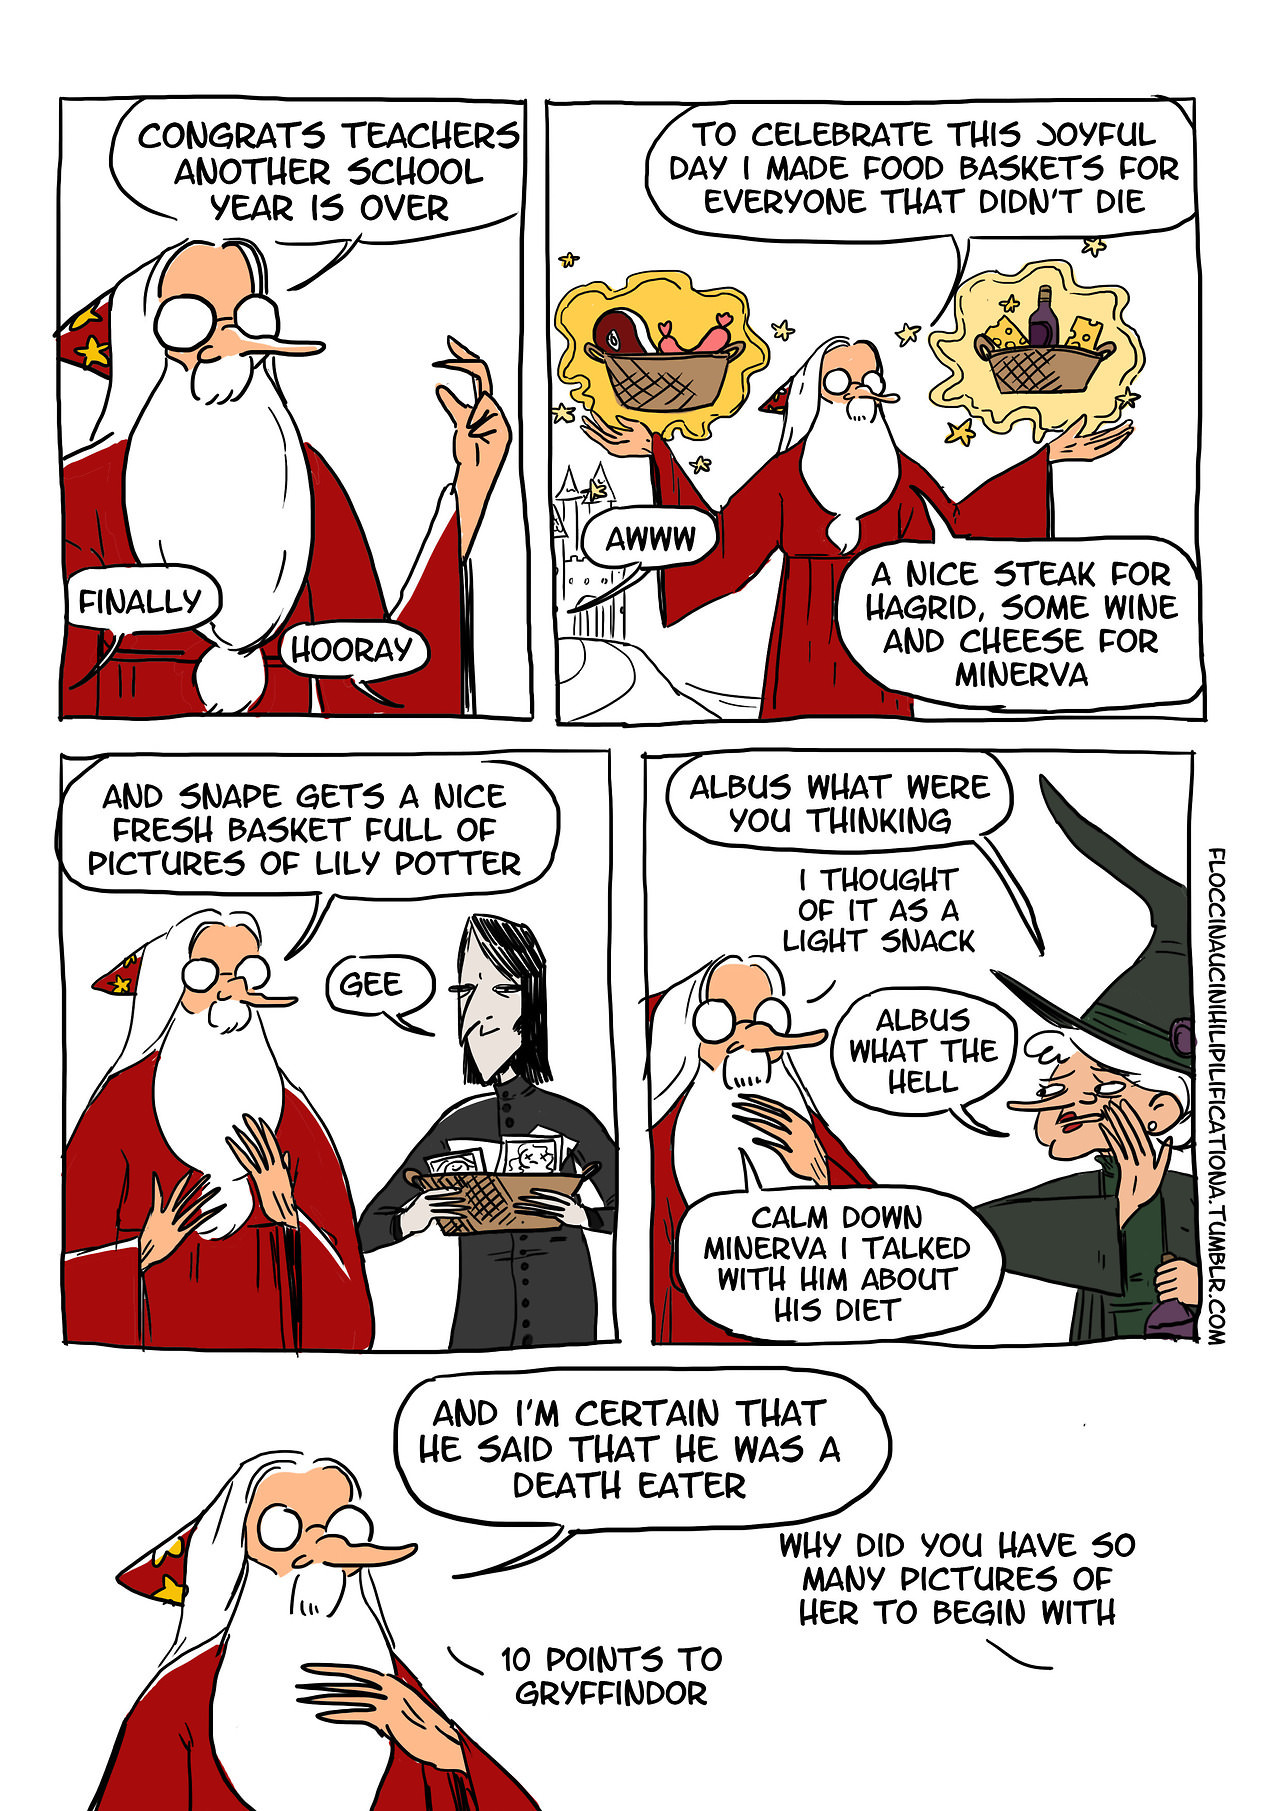 CONGRATS TEACHERS
ANOTHER SCHOOL
YEAR IS OVER
FINALLY
HOORAY
TO CELEBRATE THIS JOYFUL
DAY I MADE FOOD BASKETS FOR
EVERYONE THAT DIDN'T DIE
AWWW
A NICE STEAK FOR
HAGRID, SOME WINE
AND CHEESE FOR
MINERVA
AND SNAPE GETS A NICE
FRESH BASKET FULL OF
PICTURES OF LILY POTTER
GEE
ALBUS WHAT WERE
YOU THINKING
I THOUGHT
OF IT AS A
LIGHT SNACK
ALBUS
WHAT THE
HELL
CALM DOWN
MINERVA I TALKED
WITH HIM ABOUT
HIS DIET
FLOCCINAUCINIHILIPILIFICATIONA.TUMBLR.COM
AND I'M CERTAIN THAT
HE SAID THAT HE WAS A
DEATH EATER
WHY DID YOU HAVE SO
MANY PICTURES OF
HER TO BEGIN WITH
10 POINTS TO
GRYFFINDOR